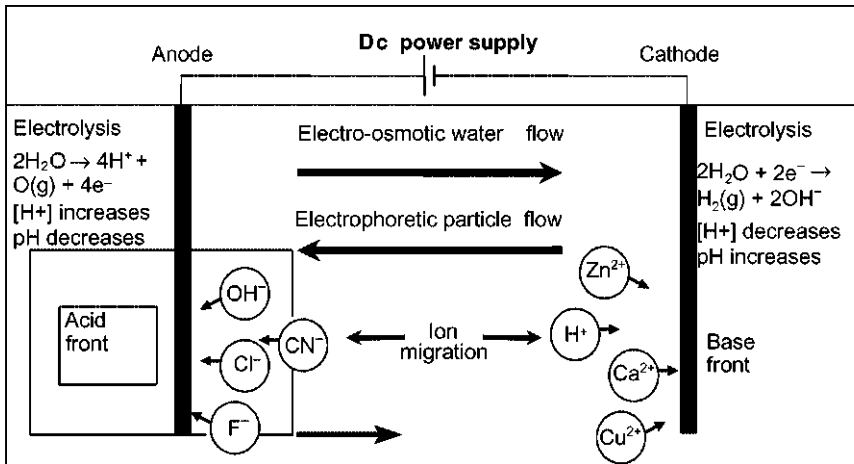 Dc power supply
Anode
Cathode
Electrolysis
2H₂O → 4H⁺ +
O(g) + 4e⁻
[H+] increases
pH decreases
Electro-osmotic water flow
Electrophoretic particle flow
Electrolysis
2H₂O + 2e⁻ →
H₂(g) + 2OH⁻
[H+] decreases
pH increases
Acid
front
OH⁻
Cl⁻
CN⁻
F⁻
Ion
migration
Zn²⁺
H⁺
Ca²⁺
Cu²⁺
Base
front